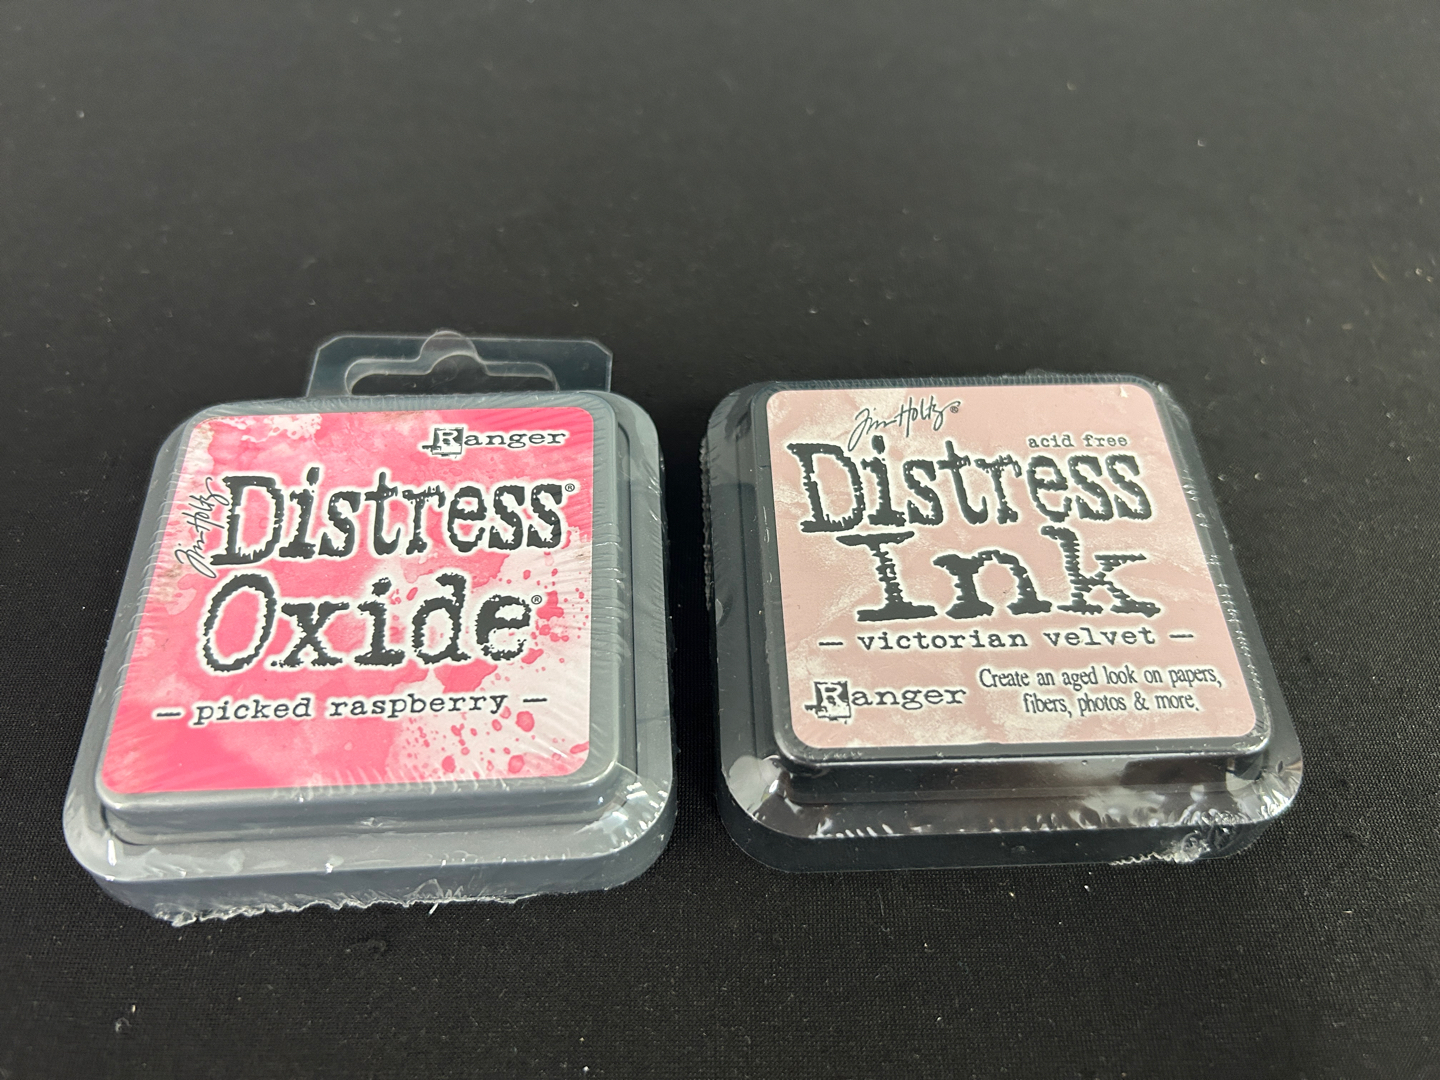 Ranger
Tim Holtz
Distress®
Oxide®
— picked raspberry —
Tim Holtz®
acid free
Distress
Ink
— victorian velvet —
Ranger
Create an aged look on papers,
fibers, photos & more.